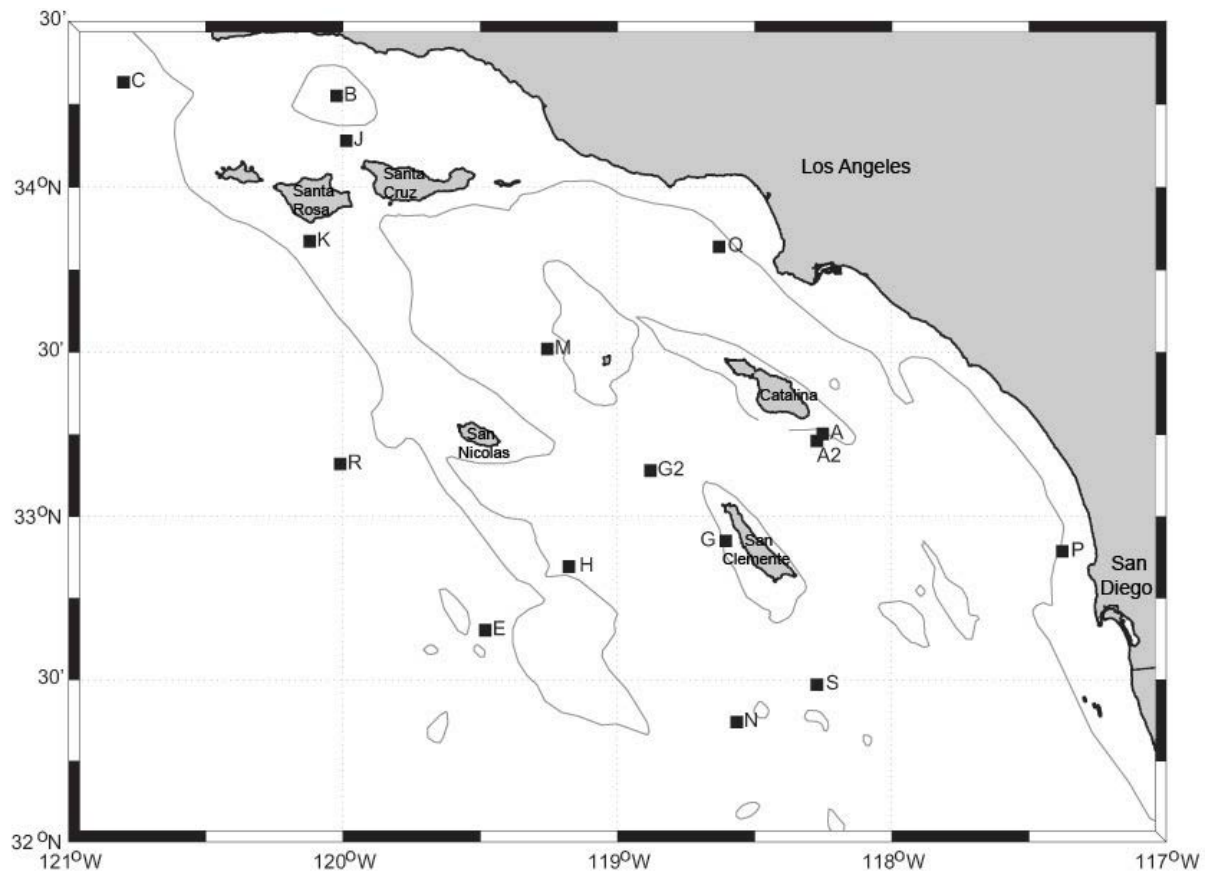 30'
C
B
J
Los Angeles
34°N
Santa
Rosa
Santa
Cruz
K
O
30'
M
Catalina
San
Nicolas
A
A2
R
G2
33°N
G
San
Clemente
P
H
San
Diego
E
30'
S
N
32°N
121°W
120°W
119°W
118°W
117°W